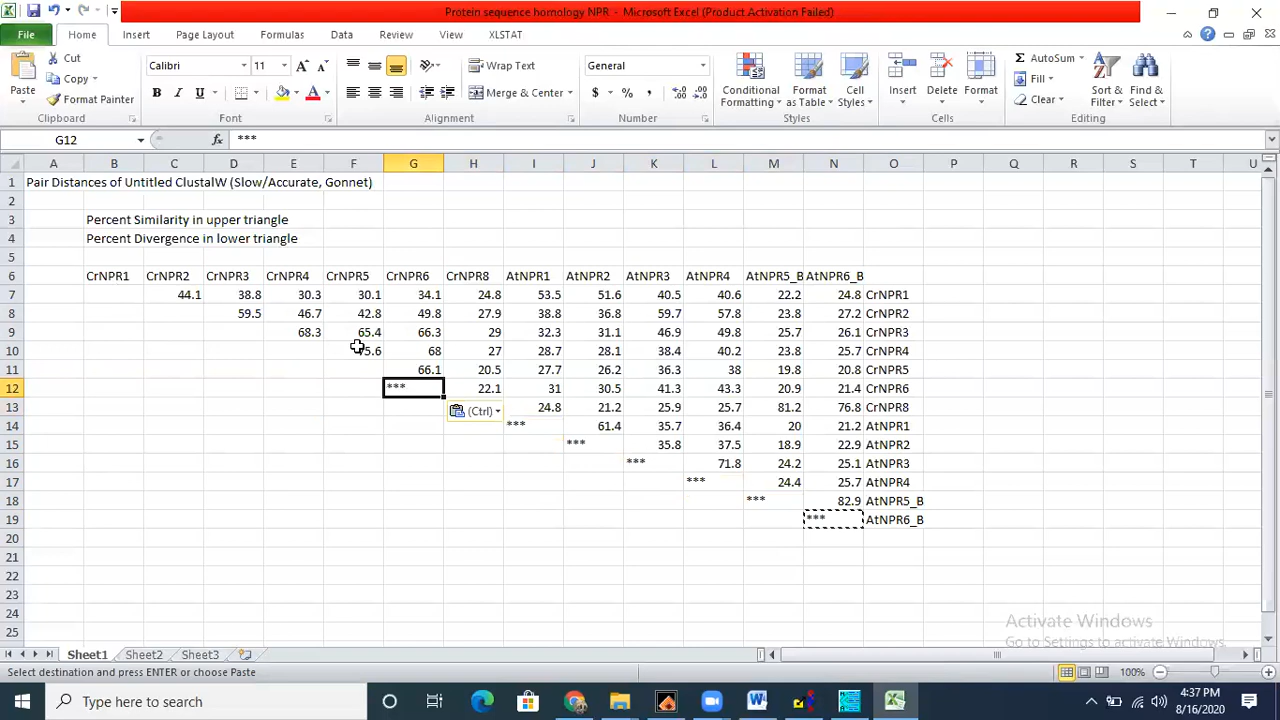 Protein sequence homology NPR - Microsoft Excel (Product Activation Failed)
File Home Insert Page Layout Formulas Data Review View XLSTAT
Paste Cut Copy Format Painter Clipboard
Calibri 11 B I U A Font
Wrap Text Merge & Center Alignment
General $ % , Number
Conditional Formatting Format as Table Cell Styles Styles
Insert Delete Format Cells
AutoSum Fill Clear Sort & Filter Find & Select Editing
G12 fx ***
A B C D E F G H I J K L M N O P Q R S T U
1 Pair Distances of Untitled ClustalW (Slow/Accurate, Gonnet)
2
3 Percent Similarity in upper triangle
4 Percent Divergence in lower triangle
5
6 CrNPR1 CrNPR2 CrNPR3 CrNPR4 CrNPR5 CrNPR6 CrNPR8 AtNPR1 AtNPR2 AtNPR3 AtNPR4 AtNPR5_B AtNPR6_B
7 44.1 38.8 30.3 30.1 34.1 24.8 53.5 51.6 40.5 40.6 22.2 24.8 CrNPR1
8 59.5 46.7 42.8 49.8 27.9 38.8 36.8 59.7 57.8 23.8 27.2 CrNPR2
9 68.3 65.4 66.3 29 32.3 31.1 46.9 49.8 25.7 26.1 CrNPR3
10 68 27 28.7 28.1 38.4 40.2 23.8 25.7 CrNPR4
11 66.1 20.5 27.7 26.2 36.3 38 19.8 20.8 CrNPR5
12 *** 22.1 31 30.5 41.3 43.3 20.9 21.4 CrNPR6
13 24.8 21.2 25.9 25.7 81.2 76.8 CrNPR8
(Ctrl)
14 *** 61.4 35.7 36.4 20 21.2 AtNPR1
15 *** 35.8 37.5 18.9 22.9 AtNPR2
16 *** 71.8 24.2 25.1 AtNPR3
17 *** 24.4 25.7 AtNPR4
18 *** 82.9 AtNPR5_B
19 *** AtNPR6_B
20
21
22
23
24
25
Activate Windows
Go to Settings to activate Windows.
Sheet1 Sheet2 Sheet3
Select destination and press ENTER or choose Paste 100%
Type here to search
4:37 PM
8/16/2020